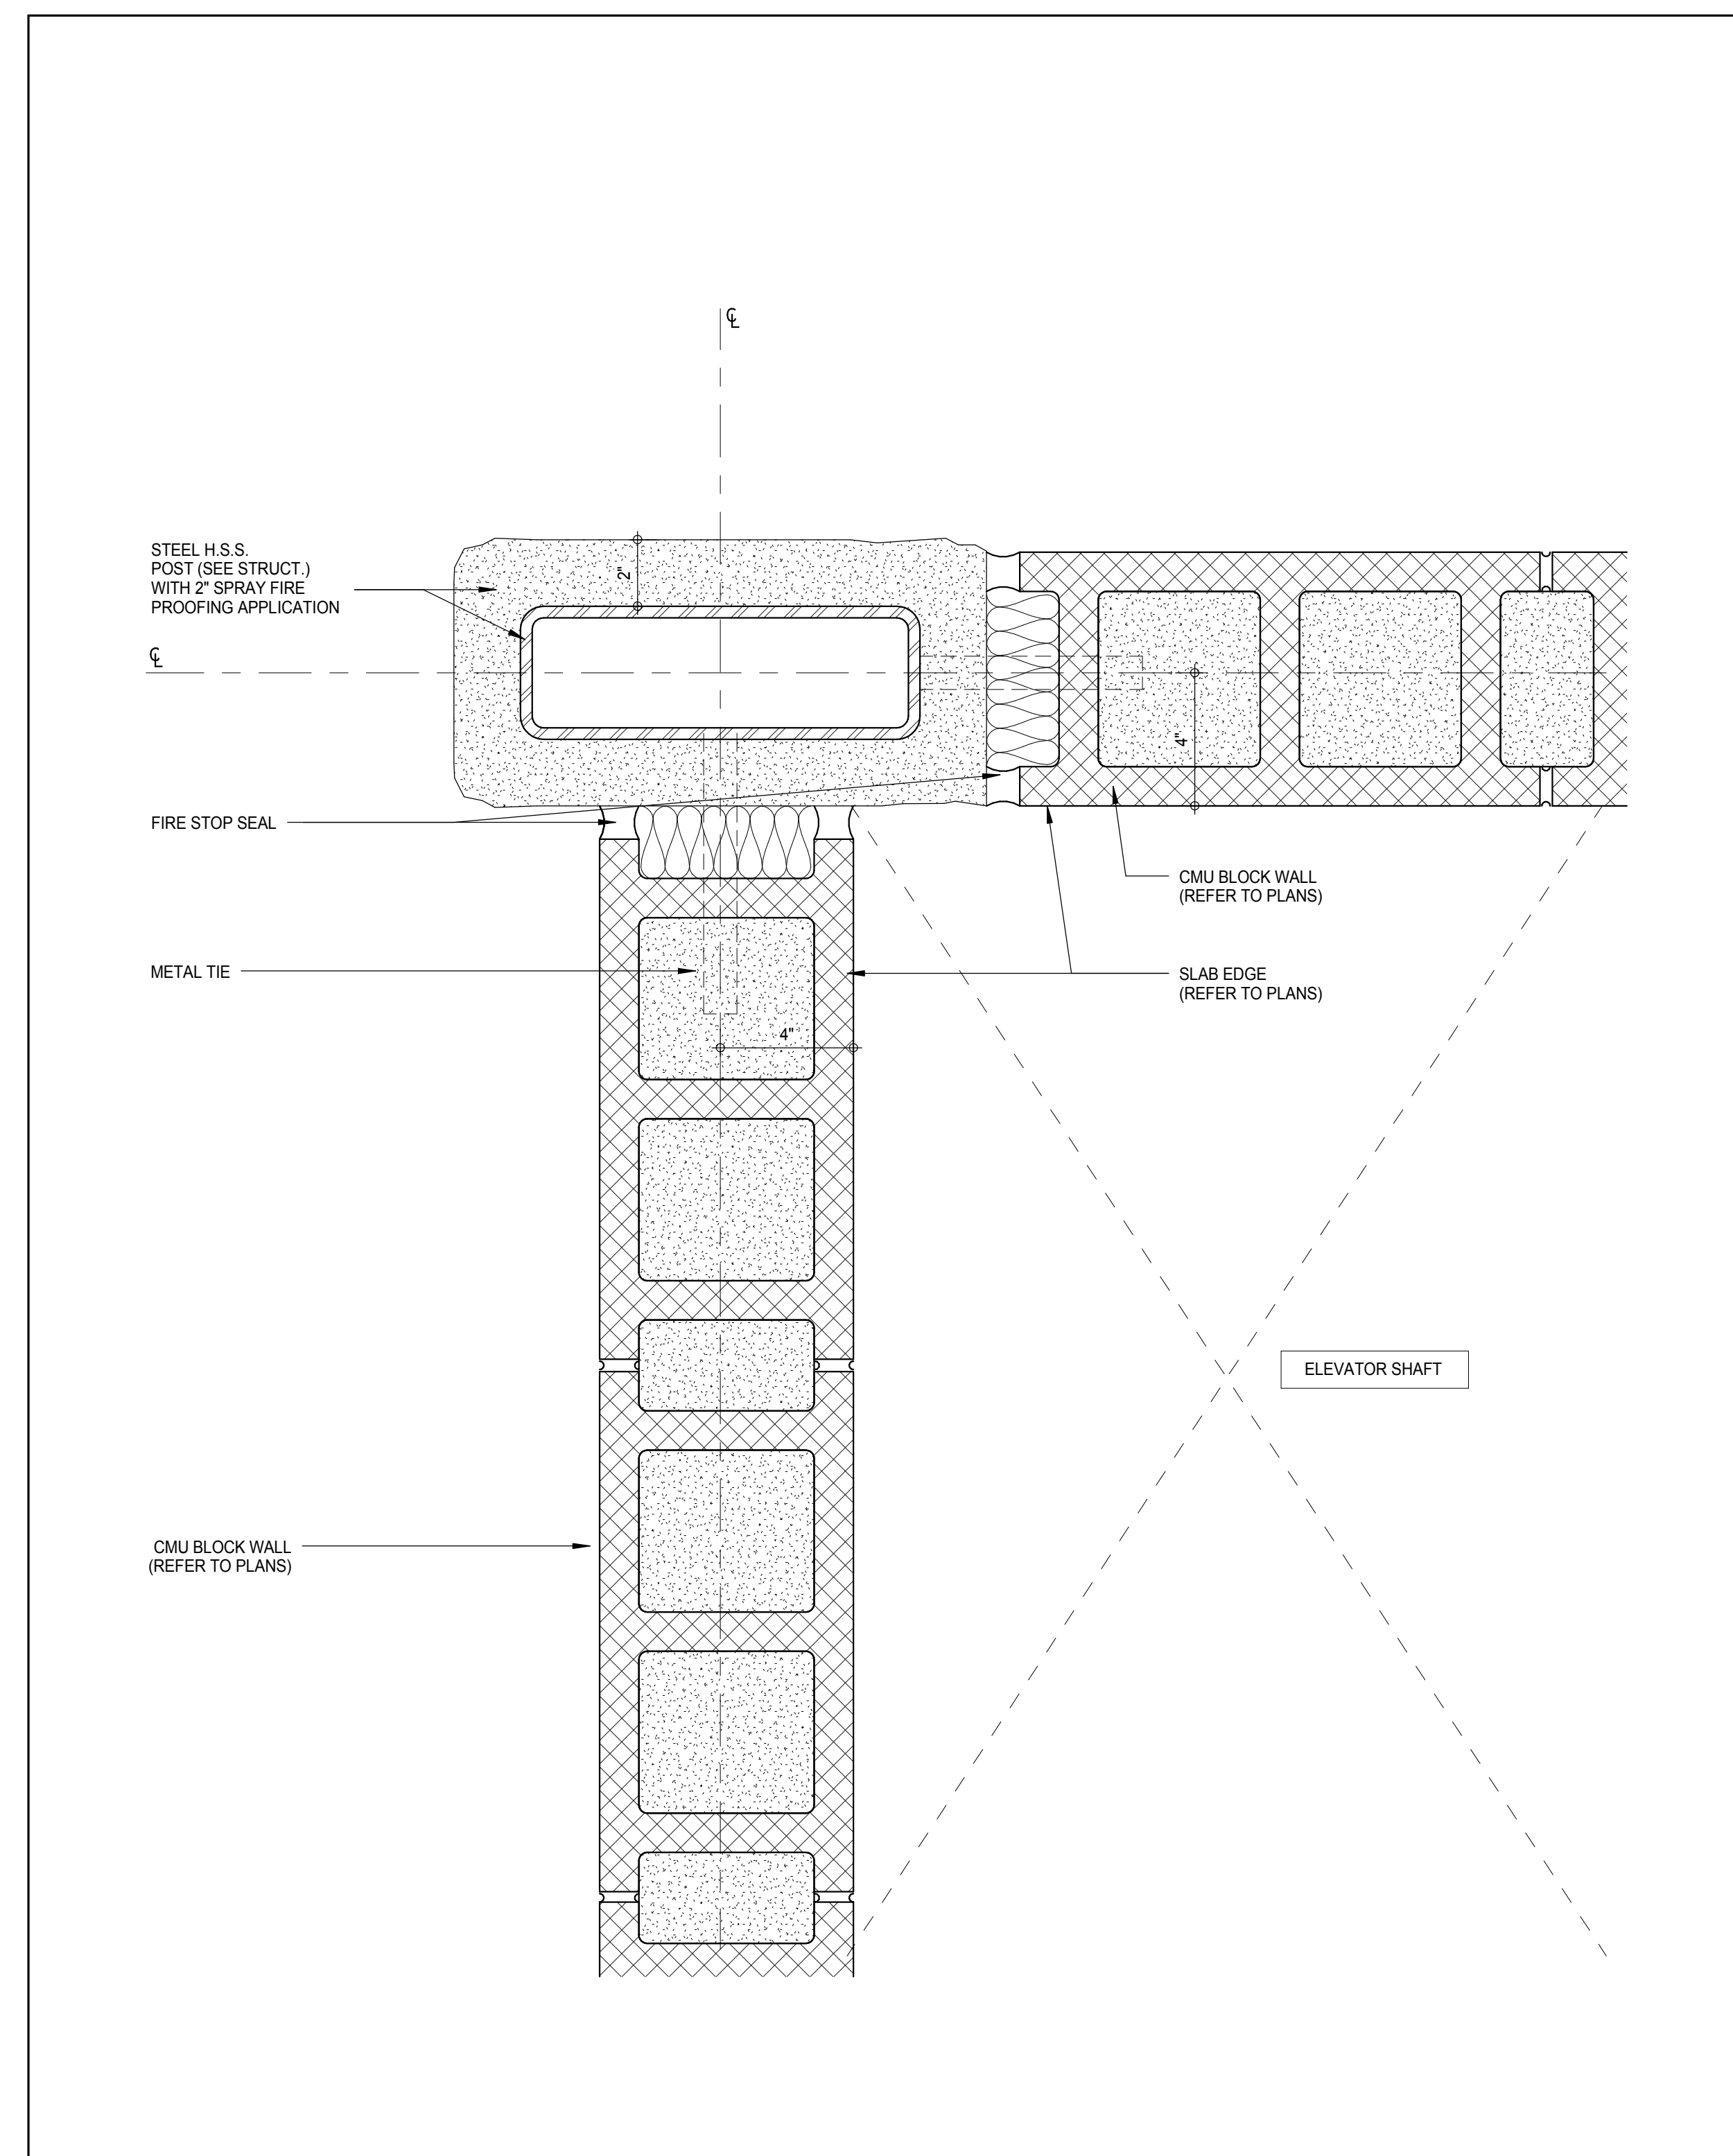 ℄
STEEL H.S.S.
POST (SEE STRUCT.)
WITH 2" SPRAY FIRE
PROOFING APPLICATION
2"
℄
4"
FIRE STOP SEAL
CMU BLOCK WALL
(REFER TO PLANS)
METAL TIE
SLAB EDGE
(REFER TO PLANS)
4"
ELEVATOR SHAFT
CMU BLOCK WALL
(REFER TO PLANS)